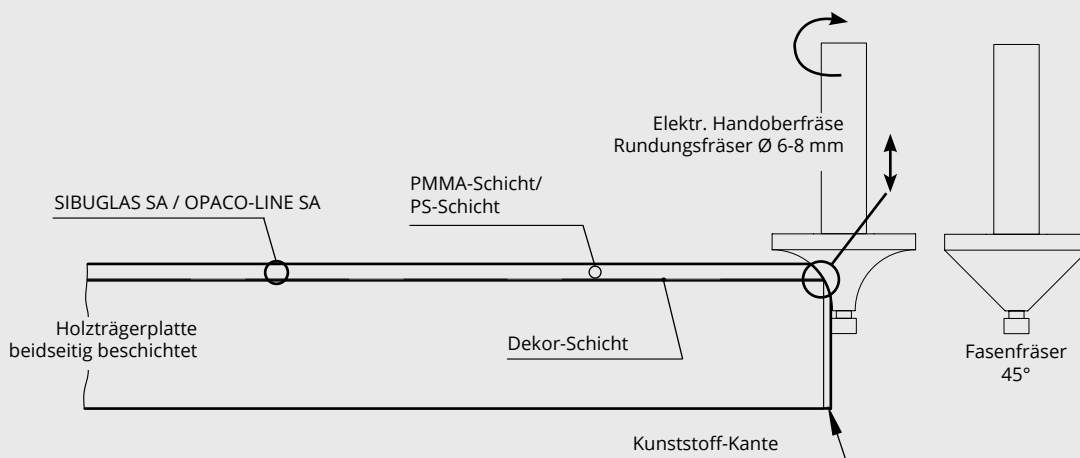 Elektr. Handoberfräse
Rundungsfräser Ø 6-8 mm
PMMA-Schicht/
PS-Schicht
SIBUGLAS SA / OPACO-LINE SA
Holzträgerplatte
beidseitig beschichtet
Dekor-Schicht
Fasenfräser
45°
Kunststoff-Kante